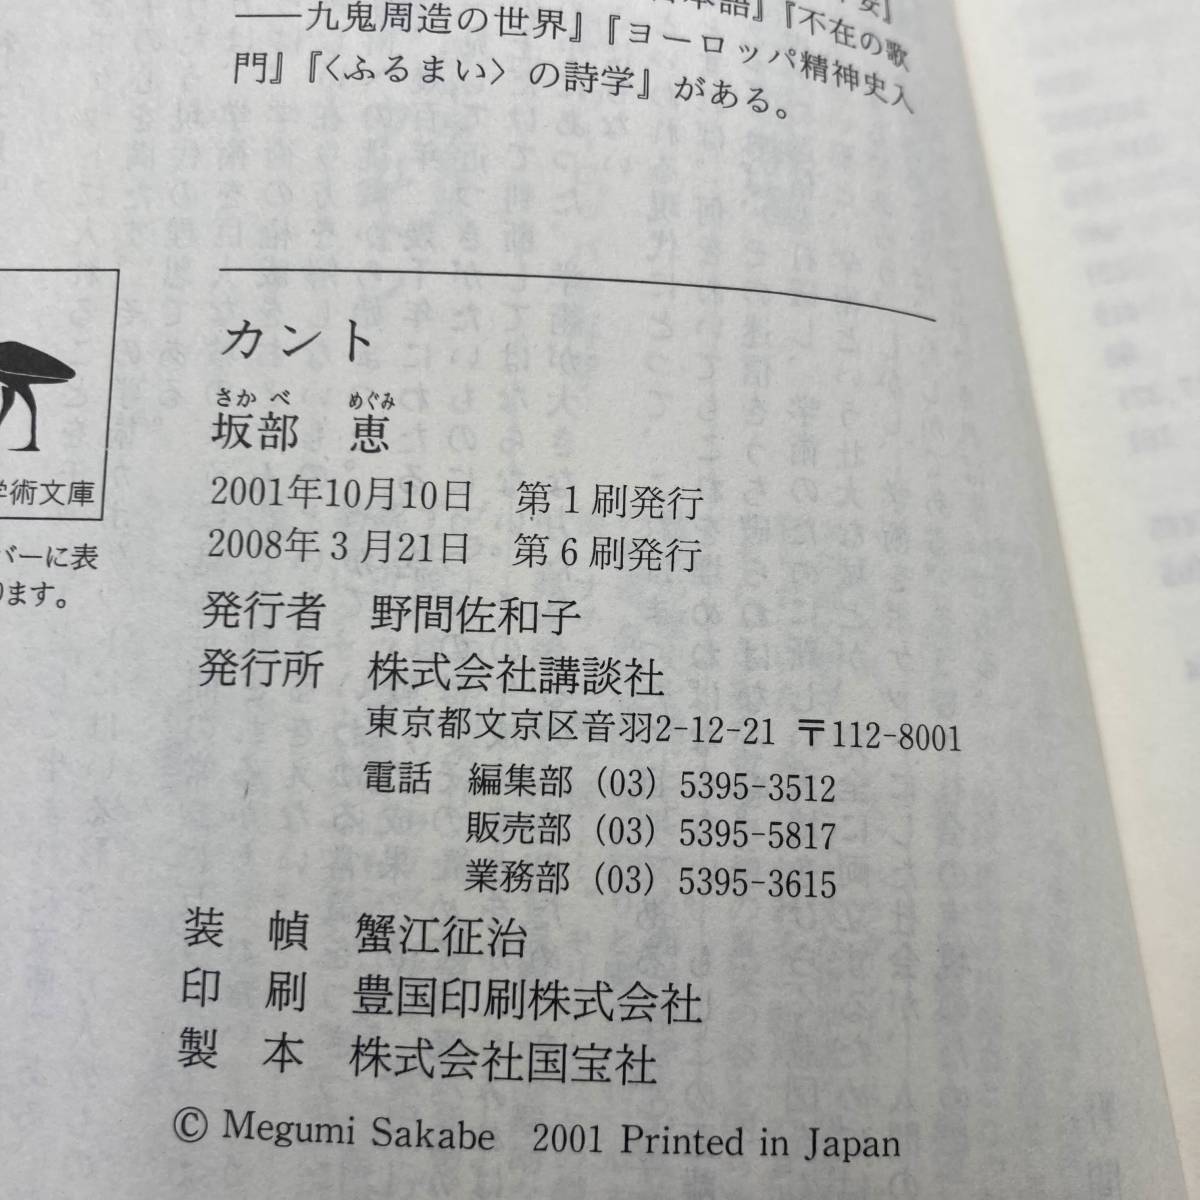 日本語』『不在の歌
――九鬼周造の世界』『ヨーロッパ精神史入
門』『〈ふるまい〉の詩学』がある。
学術文庫
バーに表
ります。
カント
さかべ めぐみ
坂部 恵
2001年10月10日 第1刷発行
2008年3月21日 第6刷発行
発行者 野間佐和子
発行所 株式会社講談社
東京都文京区音羽2-12-21 〒112-8001
電話 編集部 (03) 5395-3512
販売部 (03) 5395-5817
業務部 (03) 5395-3615
装 幀 蟹江征治
印 刷 豊国印刷株式会社
製 本 株式会社国宝社
© Megumi Sakabe 2001 Printed in Japan